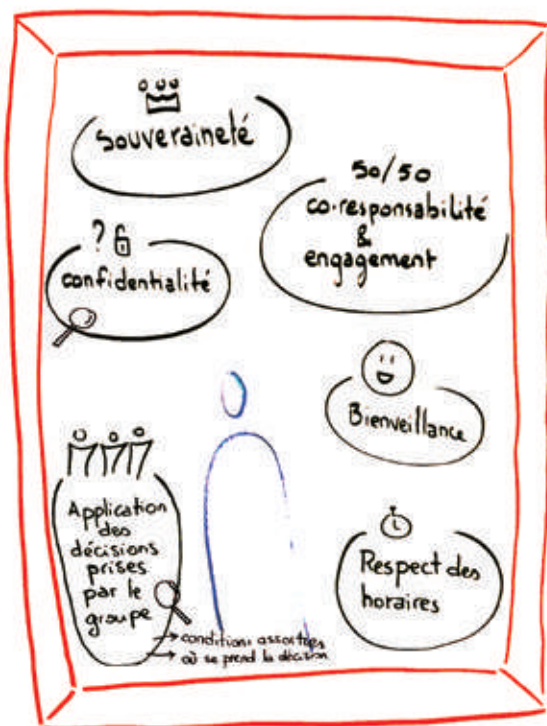 souveraineté
50/50
co-responsabilité
&
engagement
?
confidentialité
Bienveillance
Application
des
décisions
prises
par le
groupe
→ conditions assorties
→ où se prend la décision
Respect des
horaires